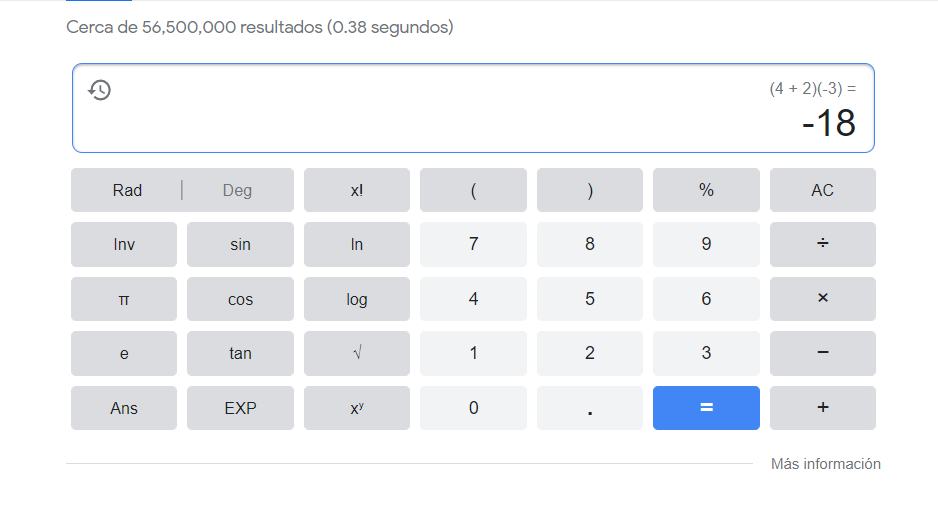 Cerca de 56,500,000 resultados (0.38 segundos)
(4 + 2)(-3) =
-18
Rad | Deg x! ( ) % AC
Inv sin ln 7 8 9 ÷
π cos log 4 5 6 ×
e tan √ 1 2 3 −
Ans EXP xʸ 0 . = +
Más información